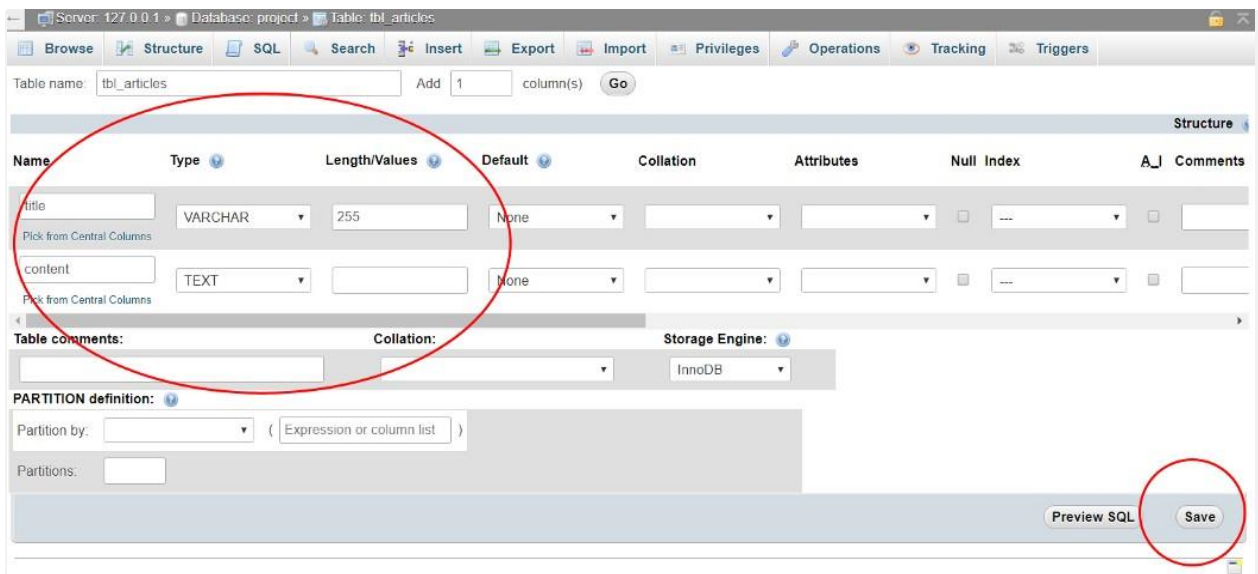 Server: 127.0.0.1 » Database: project » Table: tbl_articles
Browse Structure SQL Search Insert Export Import Privileges Operations Tracking Triggers
Table name: tbl_articles Add 1 column(s) Go
Structure
Name Type Length/Values Default Collation Attributes Null Index A_I Comments
title VARCHAR 255 None ---
Pick from Central Columns
content TEXT None ---
Pick from Central Columns
Table comments: Collation: Storage Engine:
InnoDB
PARTITION definition:
Partition by: ( Expression or column list )
Partitions:
Preview SQL Save